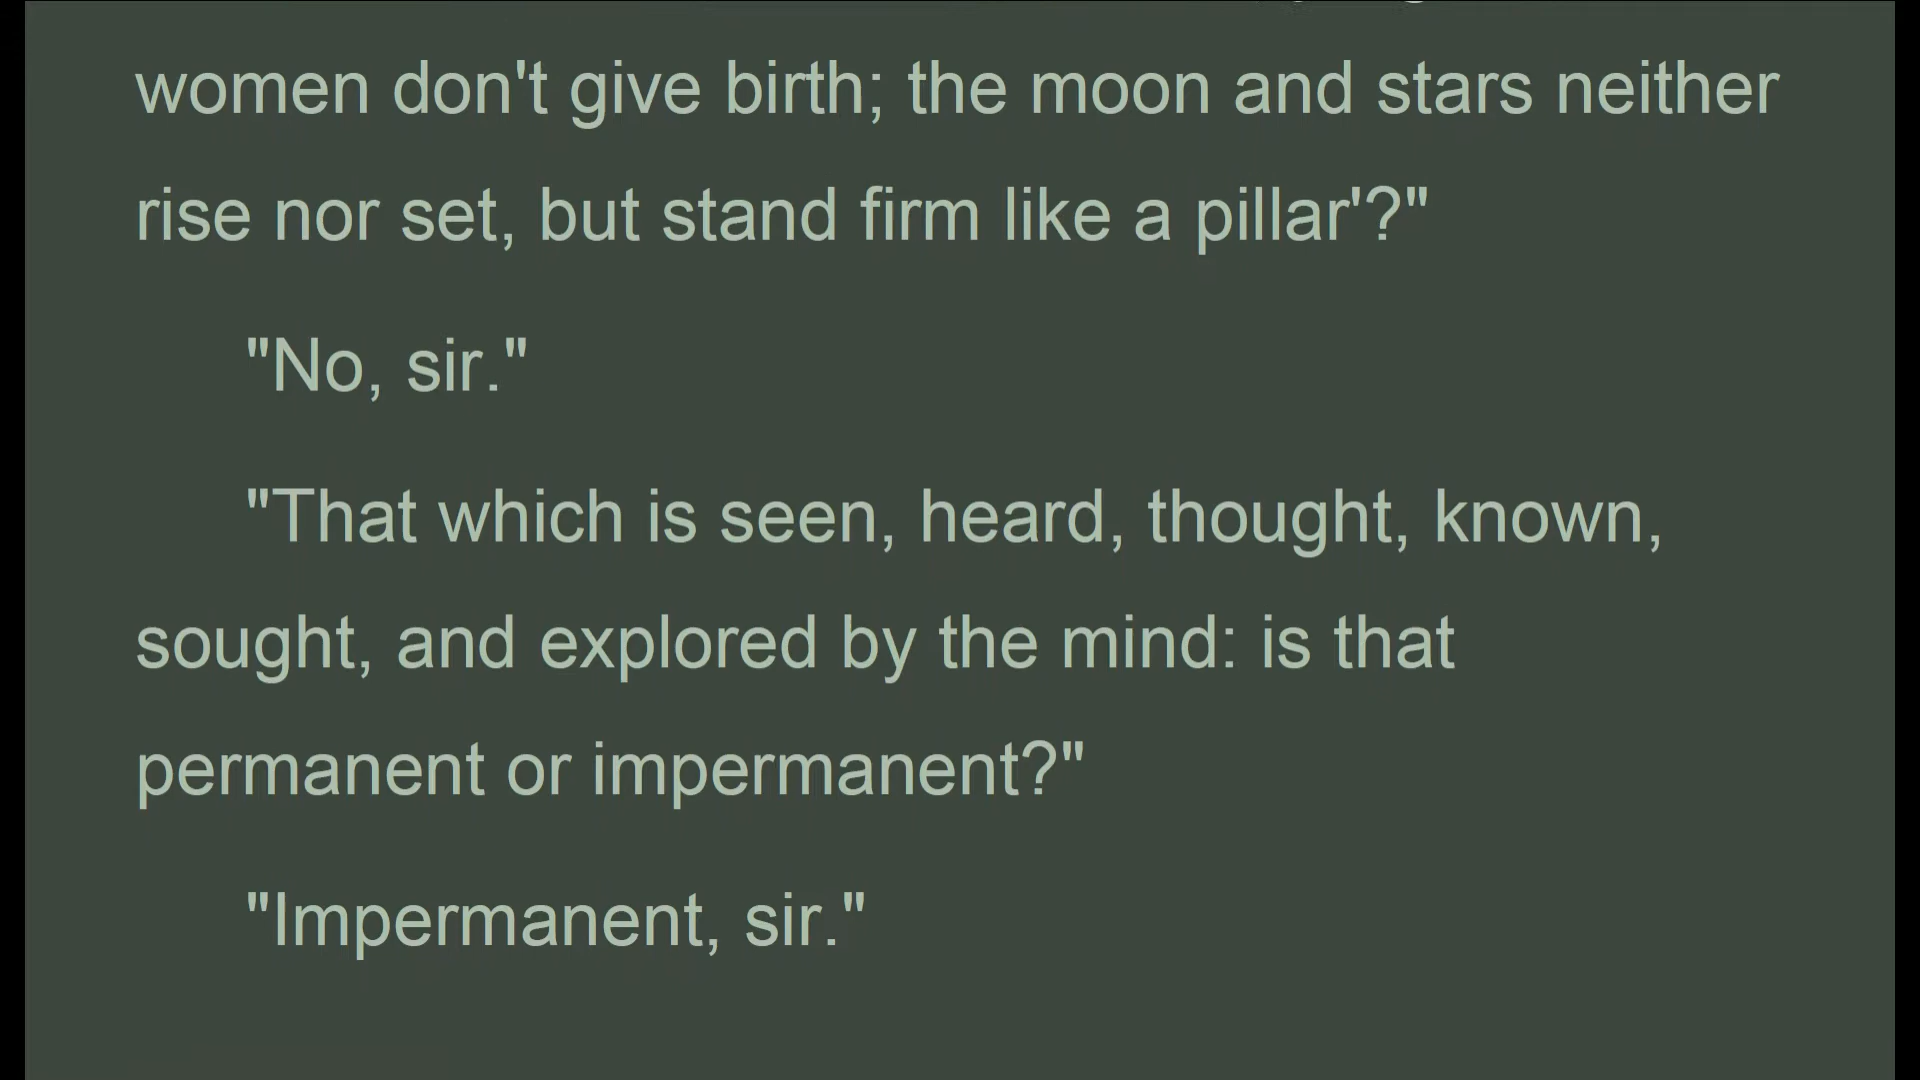 women don't give birth; the moon and stars neither
rise nor set, but stand firm like a pillar'?"
"No, sir."
"That which is seen, heard, thought, known,
sought, and explored by the mind: is that
permanent or impermanent?"
"Impermanent, sir."